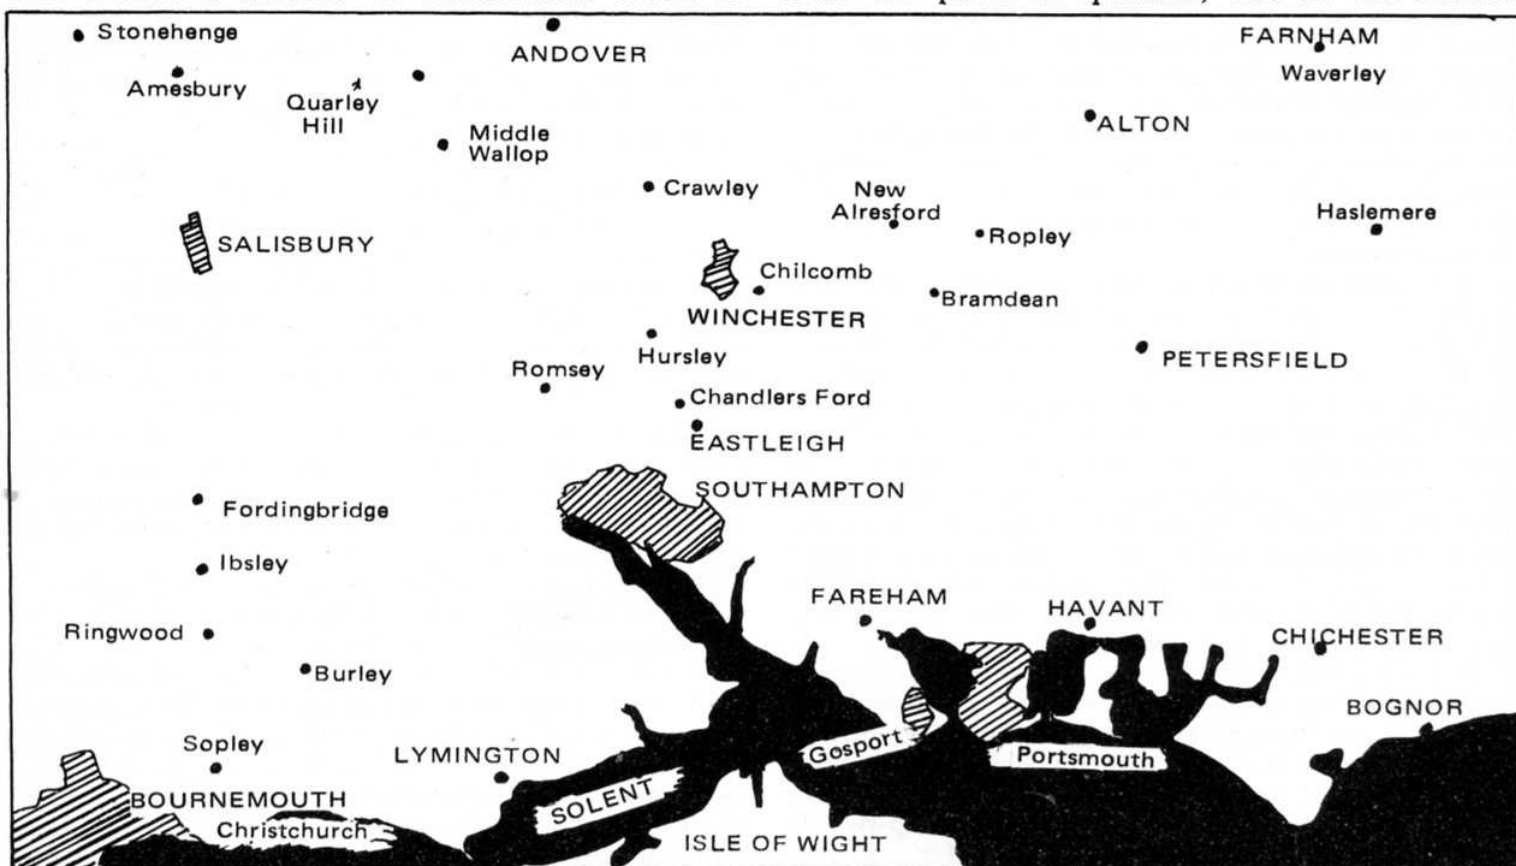 Stonehenge
ANDOVER
FARNHAM
Waverley
Amesbury
Quarley
Hill
Middle
Wallop
ALTON
Crawley
New
Alresford
Ropley
Haslemere
SALISBURY
Chilcomb
Bramdean
WINCHESTER
Hursley
PETERSFIELD
Romsey
Chandlers Ford
EASTLEIGH
SOUTHAMPTON
Fordingbridge
Ibsley
FAREHAM
HAVANT
Ringwood
CHICHESTER
Burley
BOGNOR
Sopley
LYMINGTON
Gosport
Portsmouth
BOURNEMOUTH
SOLENT
Christchurch
ISLE OF WIGHT